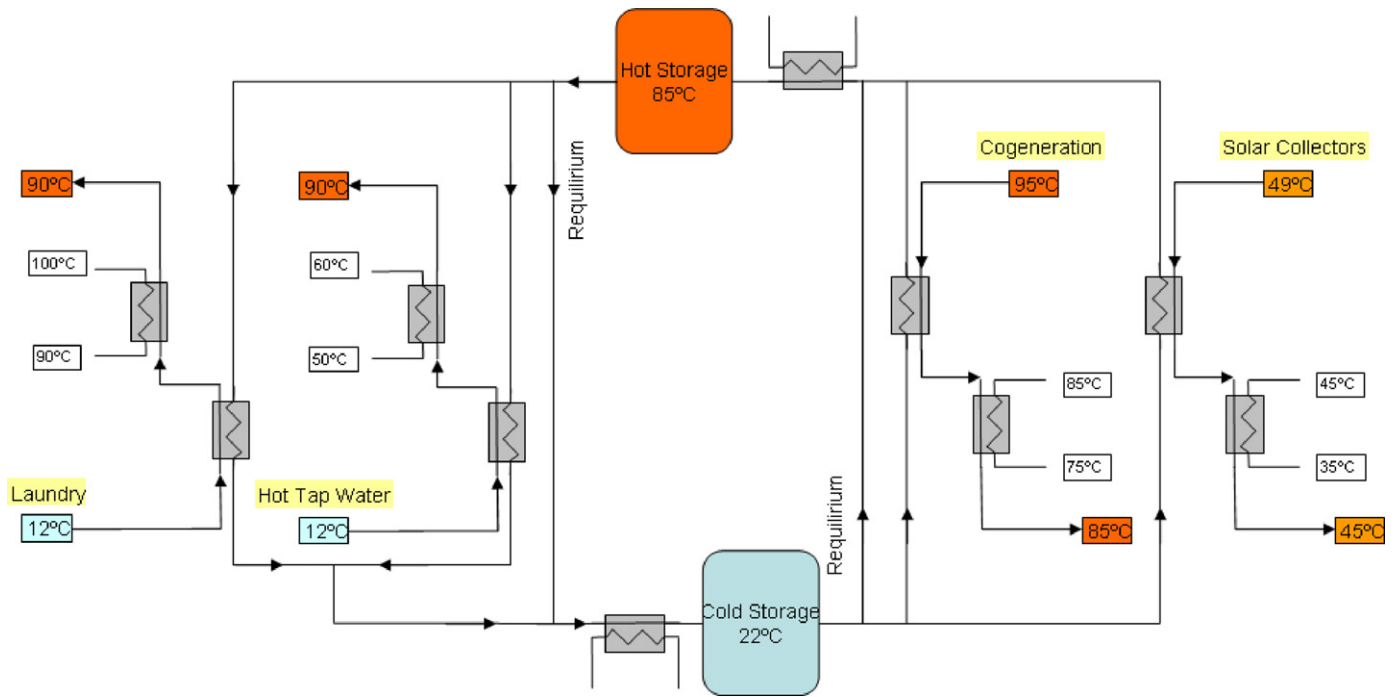 Hot Storage
85ºC
Cogeneration
Solar Collectors
90ºC
90ºC
95ºC
49ºC
Requilirium
100ºC
60ºC
90ºC
50ºC
85ºC
45ºC
75ºC
35ºC
Laundry
Hot Tap Water
12ºC
12ºC
85ºC
45ºC
Requilirium
Cold Storage
22ºC